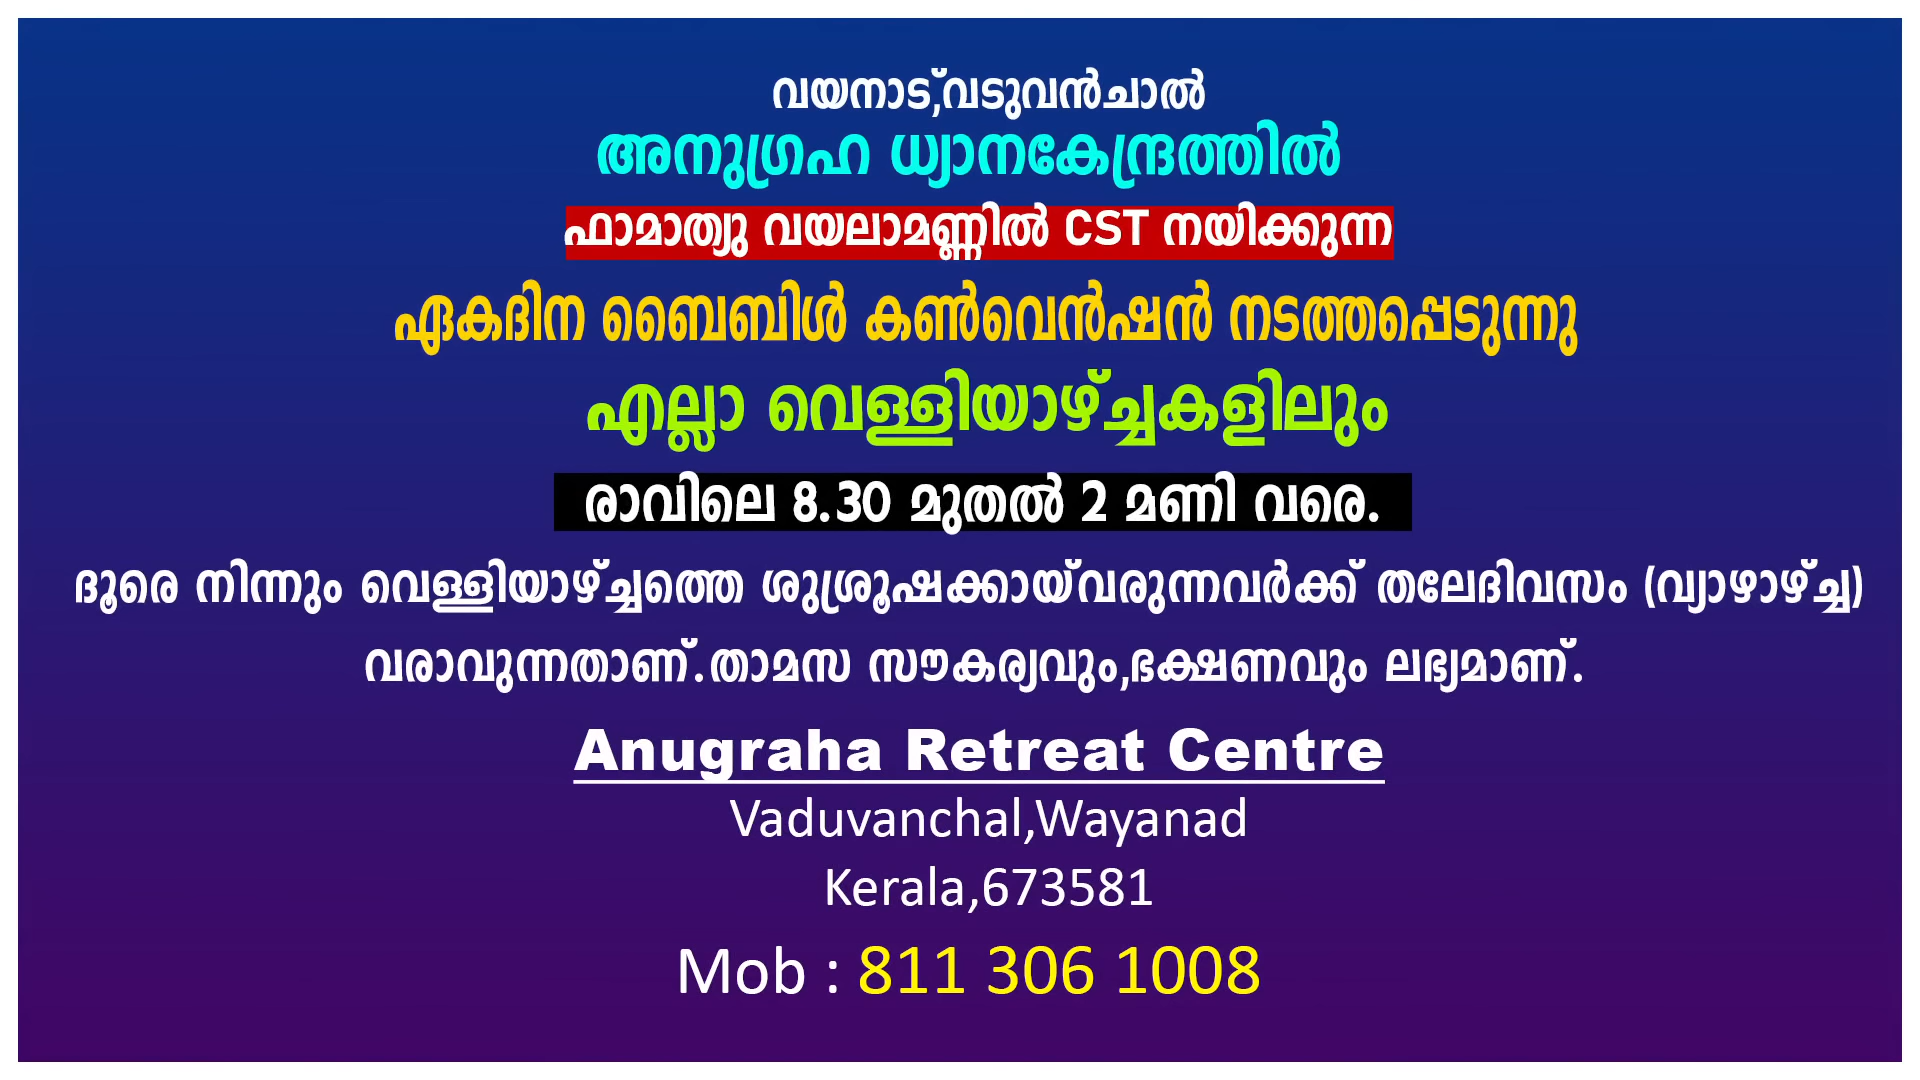 വയനാട്,വടുവൻചാൽ
അനുഗ്രഹ ധ്യാനകേന്ദ്രത്തിൽ
ഫാമാത്യു വയലാമണ്ണിൽ CST നയിക്കുന്ന
ഏകദിന ബൈബിൾ കൺവെൻഷൻ നടത്തപ്പെടുന്നു
എല്ലാ വെള്ളിയാഴ്ച്ചകളിലും
രാവിലെ 8.30 മുതൽ 2 മണി വരെ.
ദൂരെ നിന്നും വെള്ളിയാഴ്ച്ചത്തെ ശുശ്രൂഷക്കായ്‌വരുന്നവർക്ക് തലേദിവസം (വ്യാഴാഴ്ച്ച)
വരാവുന്നതാണ്.താമസ സൗകര്യവും,ഭക്ഷണവും ലഭ്യമാണ്.
Anugraha Retreat Centre
Vaduvanchal,Wayanad
Kerala,673581
Mob : 811 306 1008